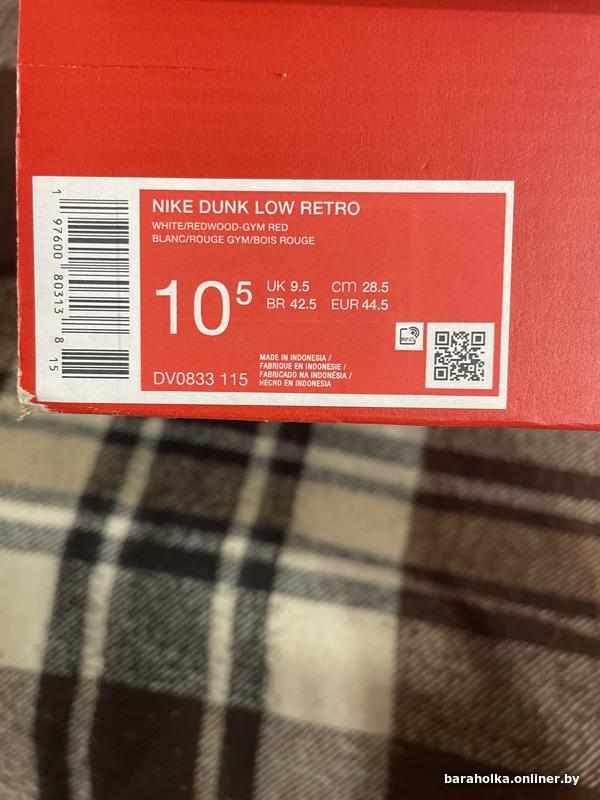 NIKE DUNK LOW RETRO
WHITE/REDWOOD-GYM RED
BLANC/ROUGE GYM/BOIS ROUGE
10⁵
UK 9.5 cm 28.5
BR 42.5 EUR 44.5
RFID
MADE IN INDONESIA /
FABRIQUE EN INDONESIE /
FABRICADO NA INDONÉSIA /
HECHO EN INDONESIA
DV0833 115
1 97600 80313 8 15
baraholka.onliner.by